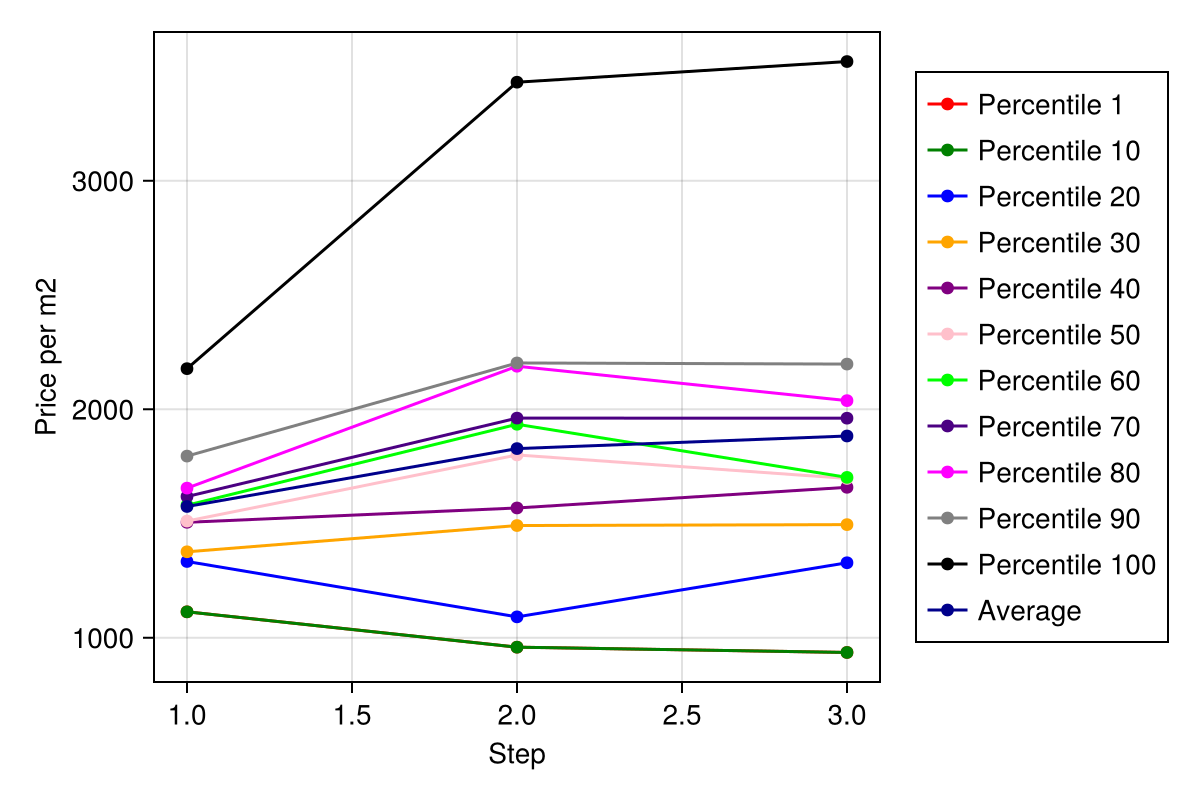 3000
2000
1000
Price per m2
1.0 1.5 2.0 2.5 3.0
Step
Percentile 1
Percentile 10
Percentile 20
Percentile 30
Percentile 40
Percentile 50
Percentile 60
Percentile 70
Percentile 80
Percentile 90
Percentile 100
Average